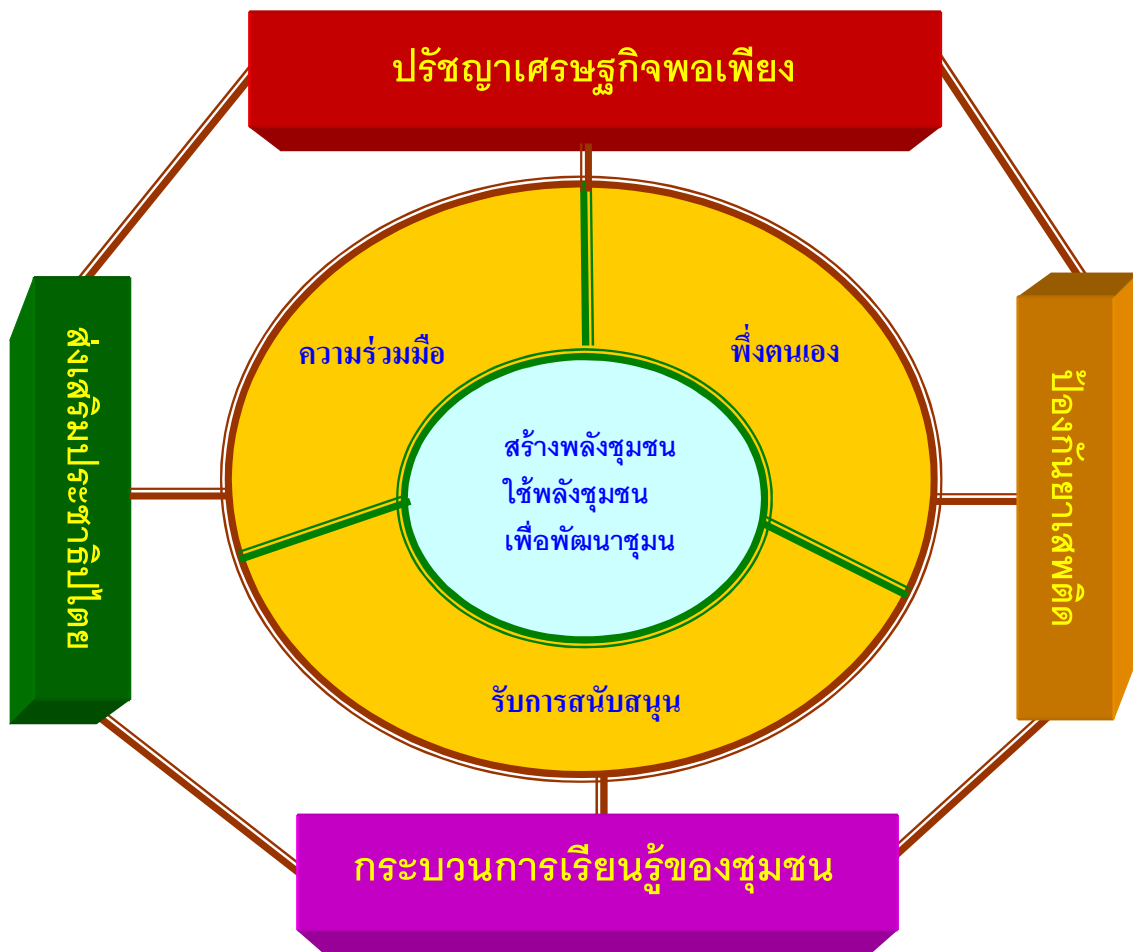 ปรัชญาเศรษฐกิจพอเพียง
ความร่วมมือ
พึ่งตนเอง
ส่งเสริมประชาธิปไตย
ป้องกันยาเสพติด
สร้างพลังชุมชน
ใช้พลังชุมชน
เพื่อพัฒนาชุมน
รับการสนับสนุน
กระบวนการเรียนรู้ของชุมชน